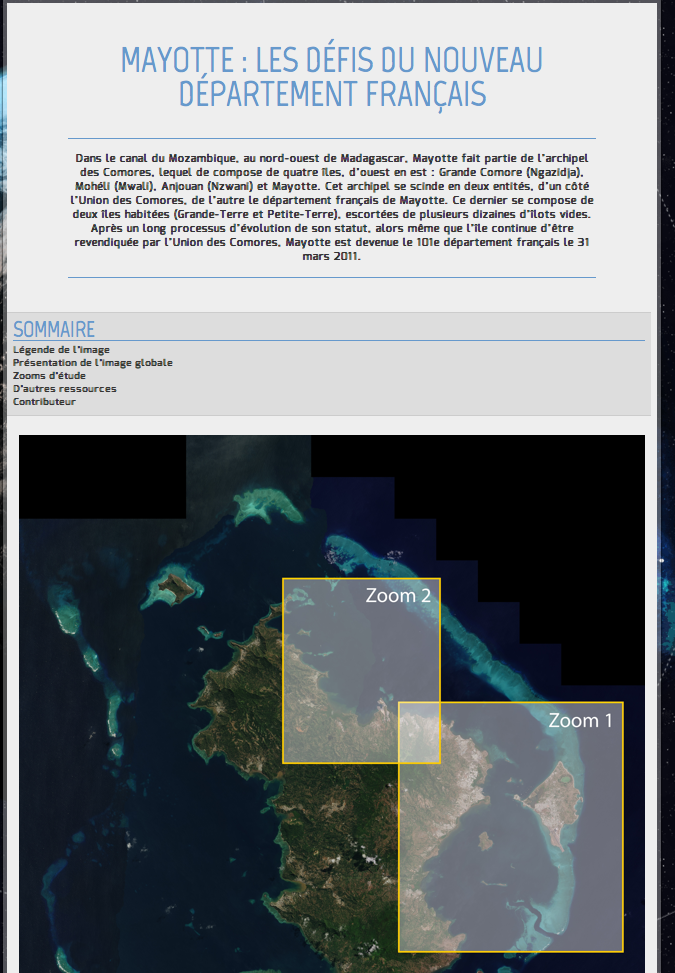 MAYOTTE : LES DÉFIS DU NOUVEAU
DÉPARTEMENT FRANÇAIS
Dans le canal du Mozambique, au nord-ouest de Madagascar, Mayotte fait partie de l'archipel
des Comores, lequel de compose de quatre îles, d'ouest en est : Grande Comore (Ngazidja),
Mohéli (Mwali), Anjouan (Nzwani) et Mayotte. Cet archipel se scinde en deux entités, d'un côté
l'Union des Comores, de l'autre le département français de Mayotte. Ce dernier se compose de
deux îles habitées (Grande-Terre et Petite-Terre), escortées de plusieurs dizaines d'îlots vides.
Après un long processus d'évolution de son statut, alors même que l'île continue d'être
revendiquée par l'Union des Comores, Mayotte est devenue le 101e département français le 31
mars 2011.
SOMMAIRE
Légende de l'image
Présentation de l'image globale
Zooms d'étude
D'autres ressources
Contributeur
Zoom 2
Zoom 1